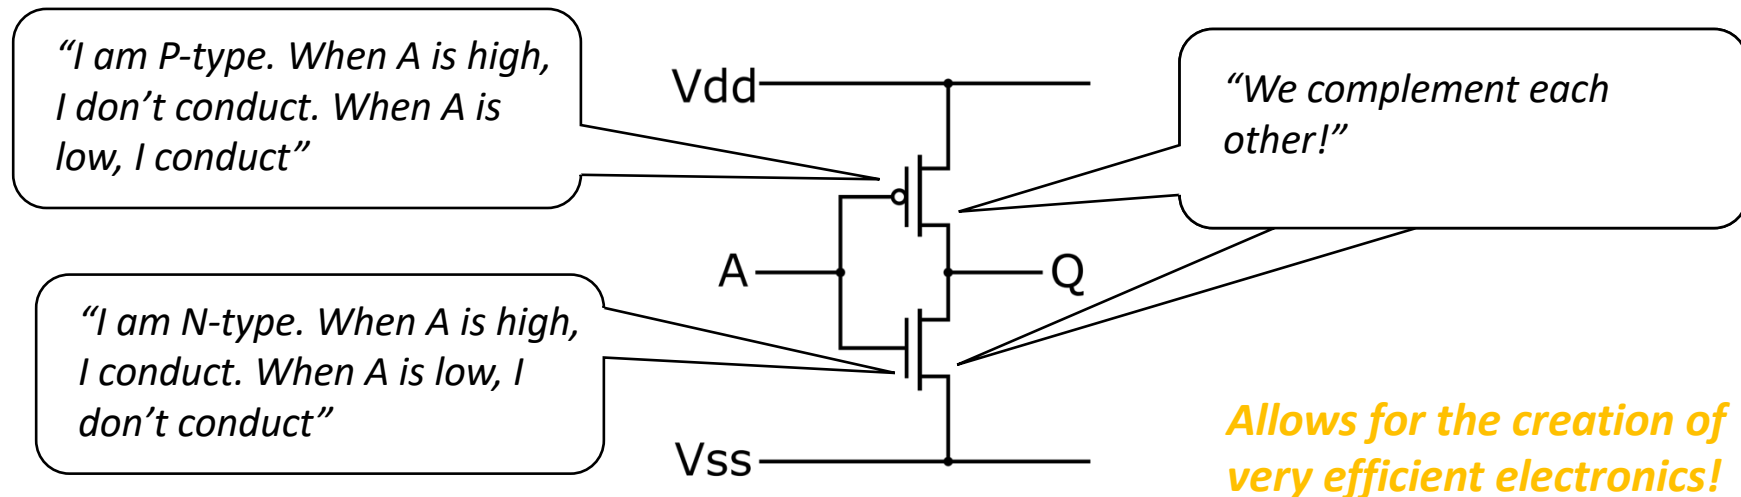 “I am P-type. When A is high,
I don’t conduct. When A is
low, I conduct”
Vdd
“We complement each
other!”
A
Q
“I am N-type. When A is high,
I conduct. When A is low, I
don’t conduct”
Vss
Allows for the creation of
very efficient electronics!